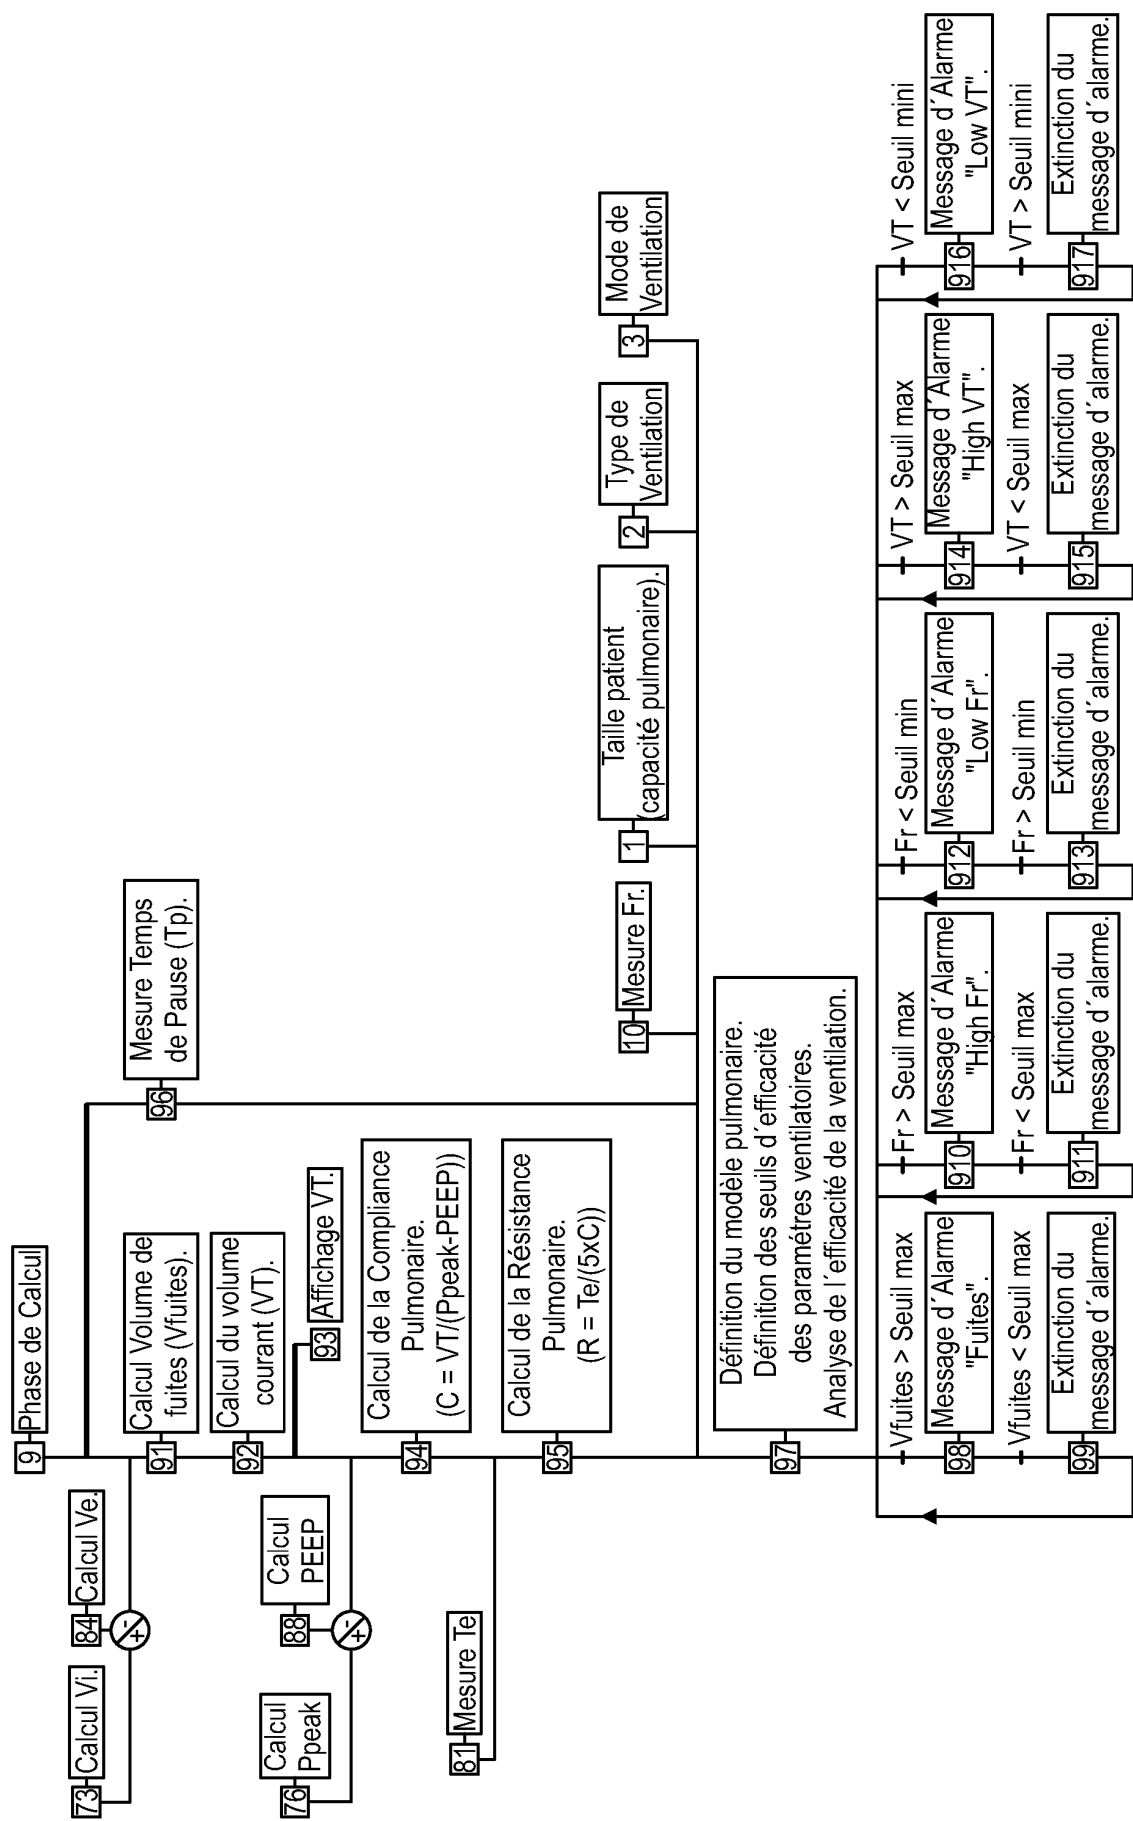 9
Phase de Calcul
73
Calcul Vi.
84
Calcul Ve.
+
-
91
Calcul Volume de
fuites (Vfuites).
96
Mesure Temps
de Pause (Tp).
92
Calcul du volume
courant (VT).
93
Affichage VT.
76
Calcul
Ppeak
88
Calcul
PEEP
+
-
94
Calcul de la Compliance
Pulmonaire.
(C = VT/(Ppeak-PEEP))
81
Mesure Te
95
Calcul de la Résistance
Pulmonaire.
(R = Te/(5xC))
10
Mesure Fr.
1
Taille patient
(capacité pulmonaire).
2
Type de
Ventilation
3
Mode de
Ventilation
97
Définition du modèle pulmonaire.
Définition des seuils d´efficacité
des paramétres ventilatoires.
Analyse de l´efficacité de la ventilation.
Vfuites > Seuil max
98
Message d´Alarme
"Fuites".
Vfuites < Seuil max
99
Extinction du
message d´alarme.
Fr > Seuil max
910
Message d´Alarme
"High Fr".
Fr < Seuil max
911
Extinction du
message d´alarme.
Fr < Seuil min
912
Message d´Alarme
"Low Fr".
Fr > Seuil min
913
Extinction du
message d´alarme.
VT > Seuil max
914
Message d´Alarme
"High VT".
VT < Seuil max
915
Extinction du
message d´alarme.
VT < Seuil mini
916
Message d´Alarme
"Low VT".
VT > Seuil mini
917
Extinction du
message d´alarme.